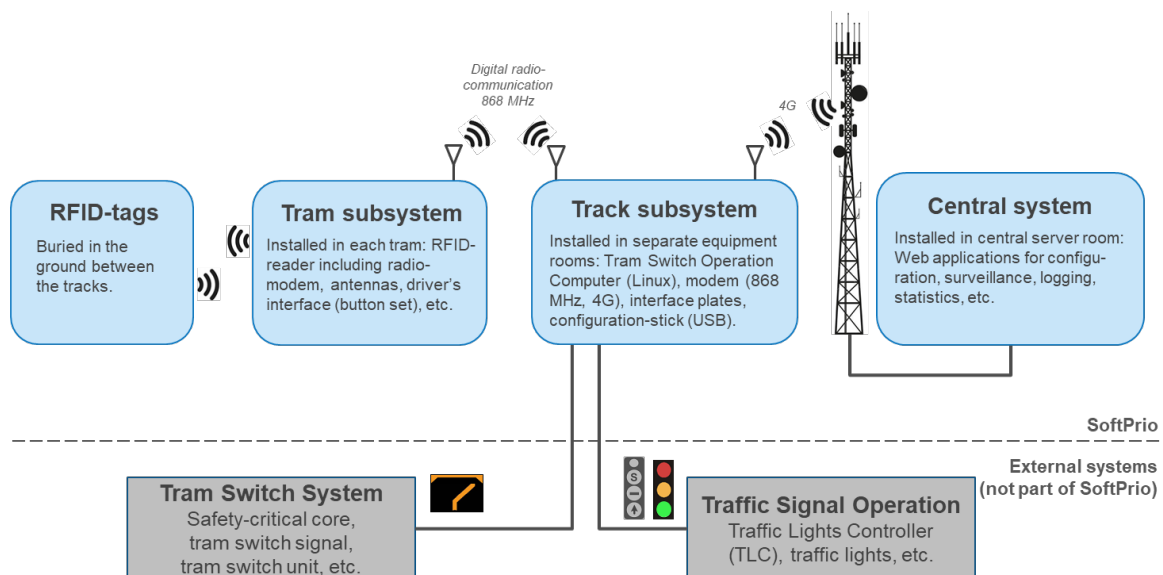 Digital radio-
communication
868 MHz
4G
RFID-tags
Buried in the
ground between
the tracks.
Tram subsystem
Installed in each tram: RFID-
reader including radio-
modem, antennas, driver's
interface (button set), etc.
Track subsystem
Installed in separate equipment
rooms: Tram Switch Operation
Computer (Linux), modem (868
MHz, 4G), interface plates,
configuration-stick (USB).
Central system
Installed in central server room:
Web applications for configu-
ration, surveillance, logging,
statistics, etc.
SoftPrio
External systems
(not part of SoftPrio)
Tram Switch System
Safety-critical core,
tram switch signal,
tram switch unit, etc.
S
Traffic Signal Operation
Traffic Lights Controller
(TLC), traffic lights, etc.